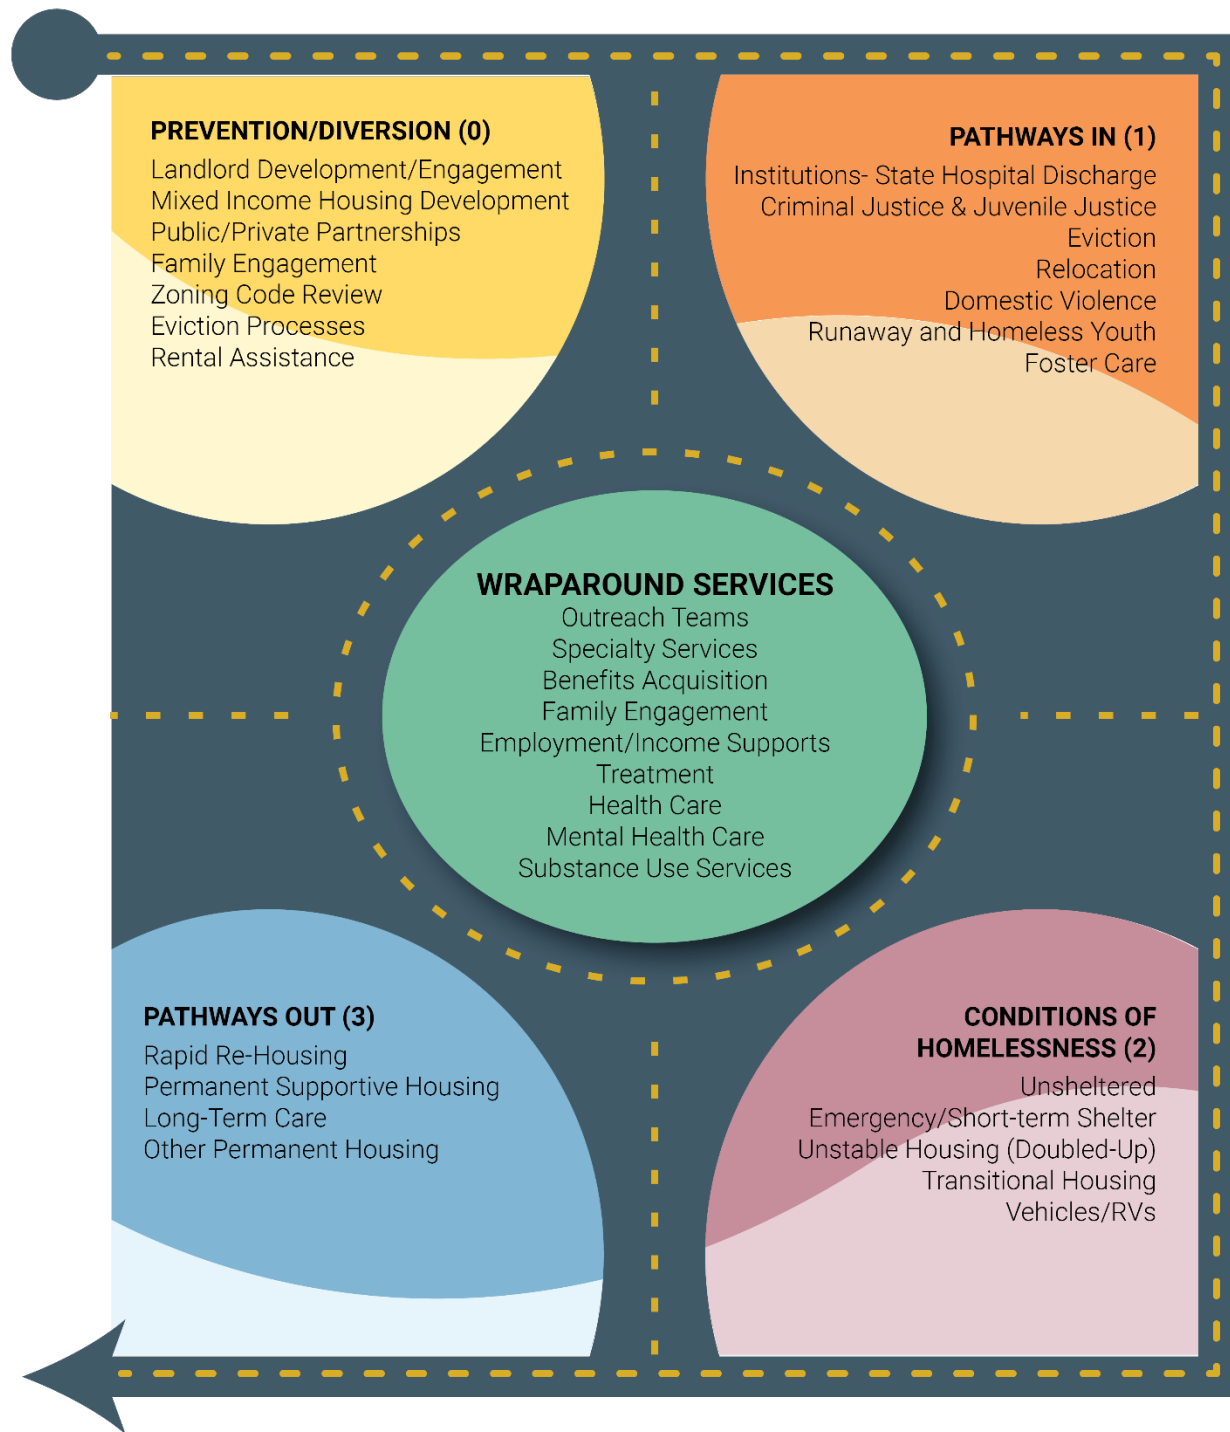 PREVENTION/DIVERSION (0)
Landlord Development/Engagement
Mixed Income Housing Development
Public/Private Partnerships
Family Engagement
Zoning Code Review
Eviction Processes
Rental Assistance
PATHWAYS IN (1)
Institutions- State Hospital Discharge
Criminal Justice & Juvenile Justice
Eviction
Relocation
Domestic Violence
Runaway and Homeless Youth
Foster Care
WRAPAROUND SERVICES
Outreach Teams
Specialty Services
Benefits Acquisition
Family Engagement
Employment/Income Supports
Treatment
Health Care
Mental Health Care
Substance Use Services
PATHWAYS OUT (3)
Rapid Re-Housing
Permanent Supportive Housing
Long-Term Care
Other Permanent Housing
CONDITIONS OF
HOMELESSNESS (2)
Unsheltered
Emergency/Short-term Shelter
Unstable Housing (Doubled-Up)
Transitional Housing
Vehicles/RVs